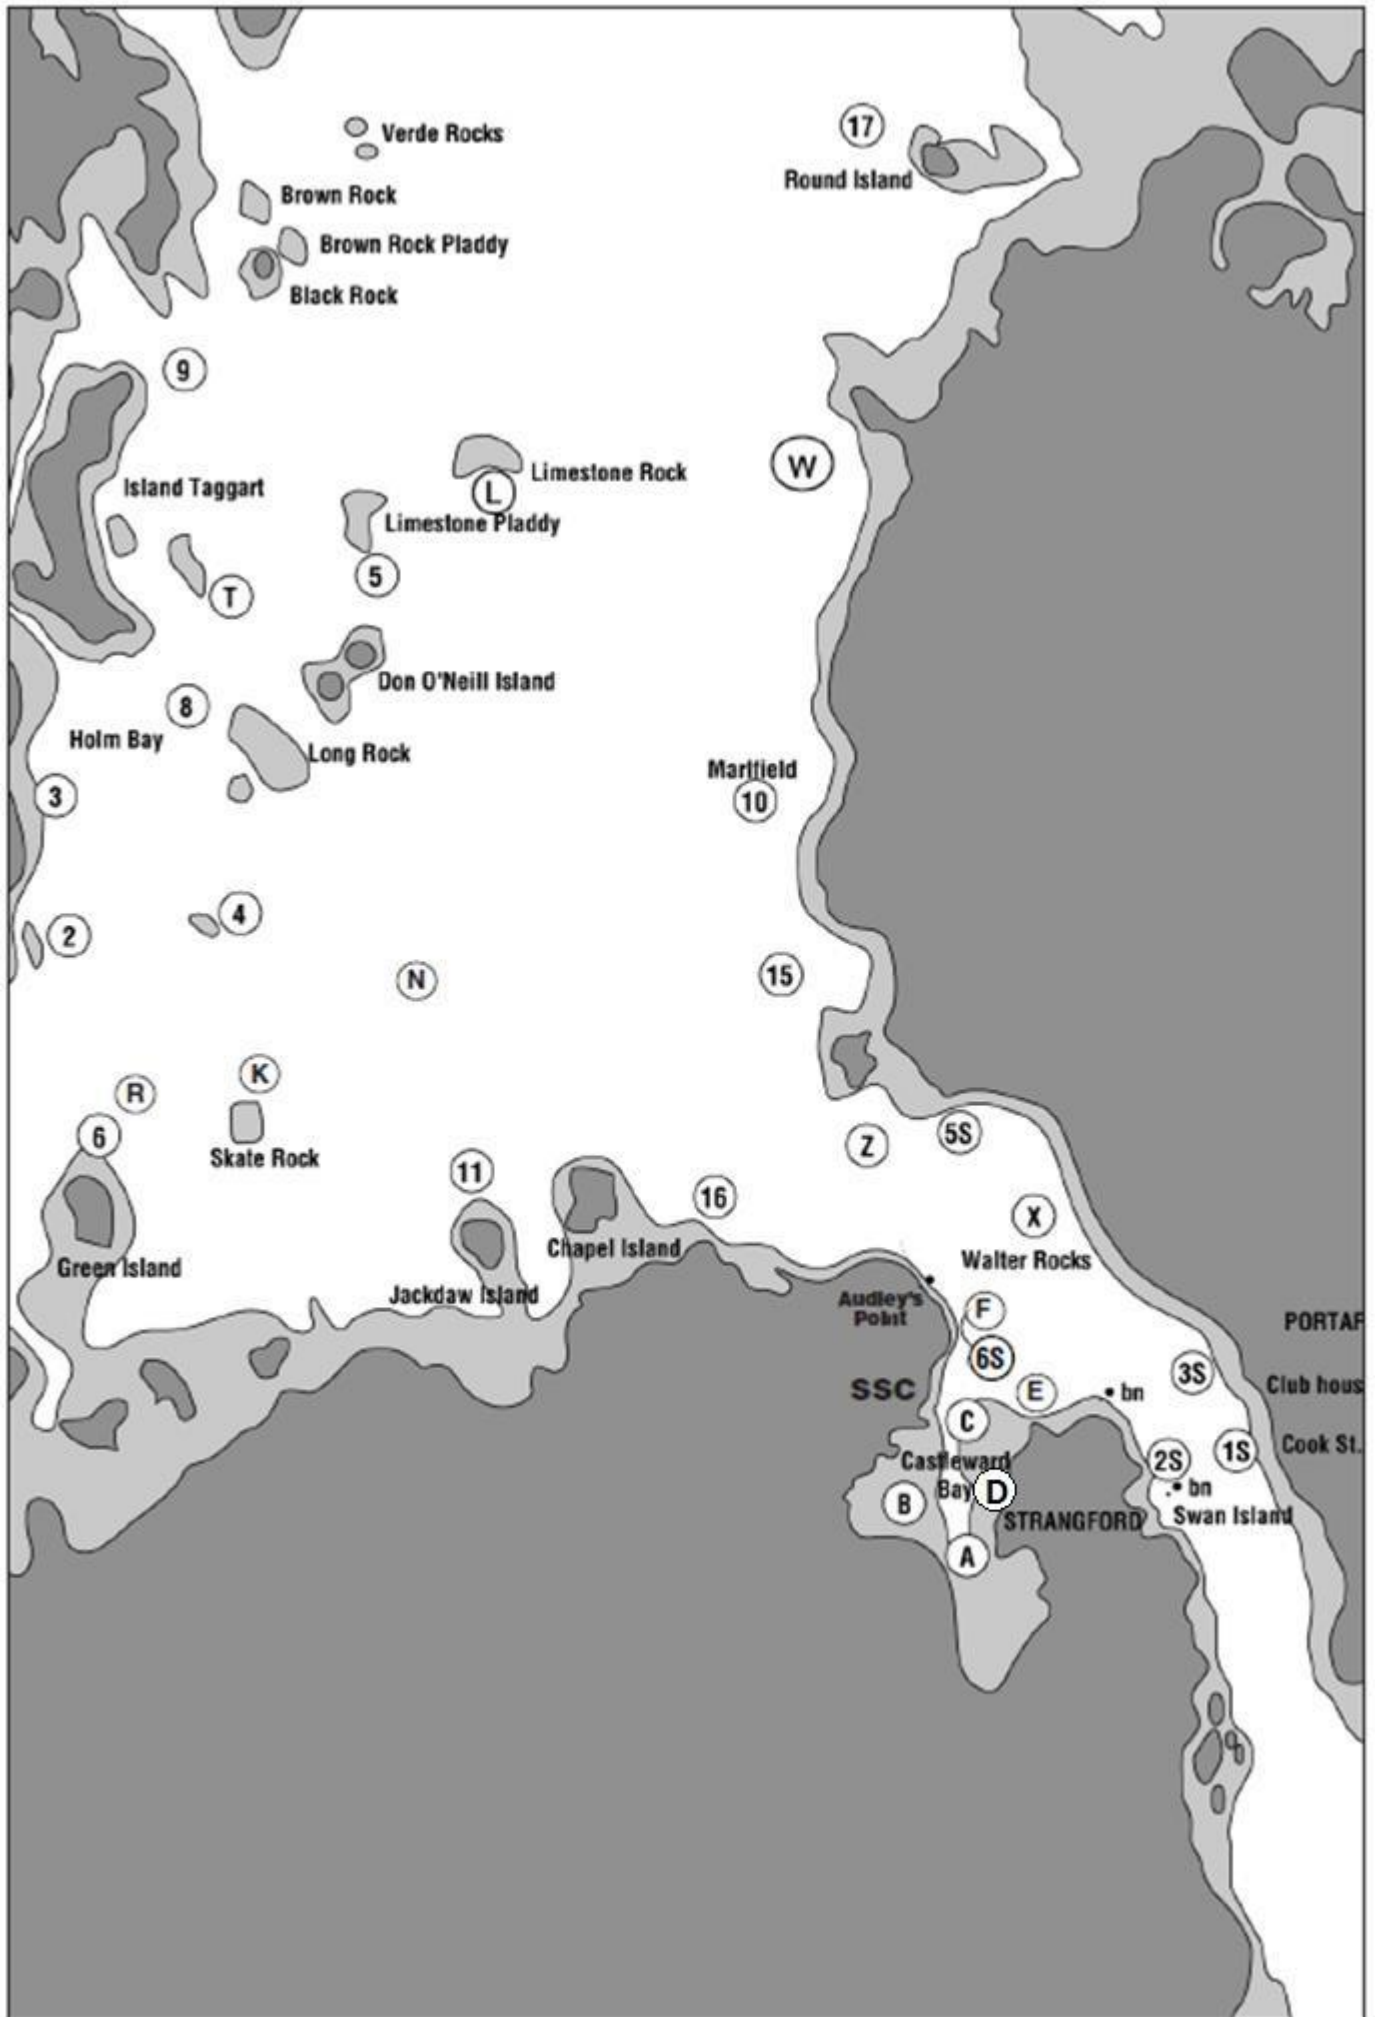 Verde Rocks
17
Round Island
Brown Rock
Brown Rock Pladdy
Black Rock
9
W
Limestone Rock
Island Taggart
L
Limestone Pladdy
5
T
Don O'Neill Island
8
Holm Bay
Long Rock
Marlfield
3
10
4
2
15
N
K
R
6
5S
Z
Skate Rock
11
16
X
Chapel Island
Walter Rocks
Green Island
Jackdaw Island
Audley's
Point
F
PORTAF
6S
3S
SSC
E
bn
Club hous
C
Cook St.
1S
2S
Castleward
Bay
D
bn
B
Swan Island
STRANGFORD
A